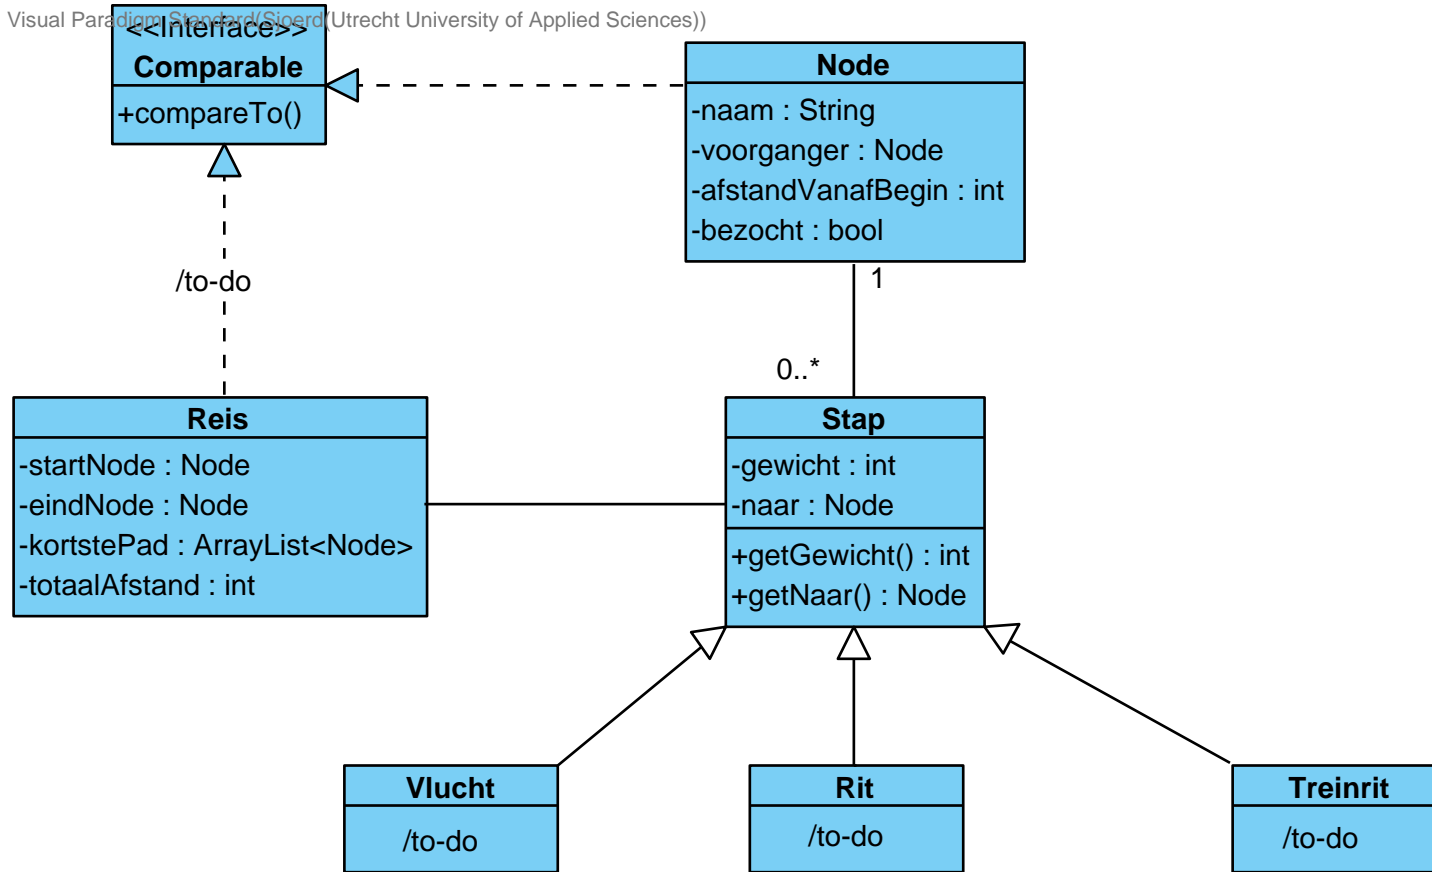 Visual Paradigm Standard(Sjoerd(Utrecht University of Applied Sciences))
<<Interface>>
Comparable
+compareTo()
Node
-naam : String
-voorganger : Node
-afstandVanafBegin : int
-bezocht : bool
1
/to-do
0..*
Reis
-startNode : Node
-eindNode : Node
-kortstePad : ArrayList<Node>
-totaalAfstand : int
Stap
-gewicht : int
-naar : Node
+getGewicht() : int
+getNaar() : Node
Vlucht
/to-do
Rit
/to-do
Treinrit
/to-do